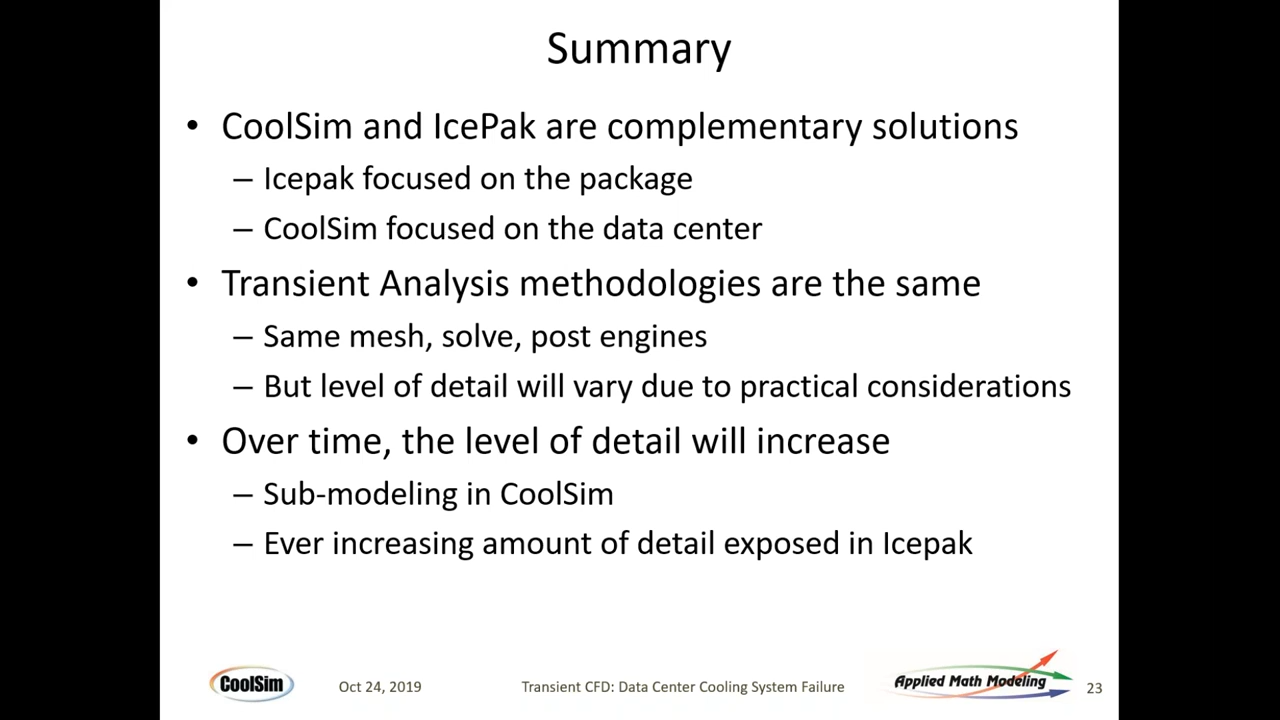 Summary
• CoolSim and IcePak are complementary solutions
– Icepak focused on the package
– CoolSim focused on the data center
• Transient Analysis methodologies are the same
– Same mesh, solve, post engines
– But level of detail will vary due to practical considerations
• Over time, the level of detail will increase
– Sub-modeling in CoolSim
– Ever increasing amount of detail exposed in Icepak
CoolSim
Oct 24, 2019
Transient CFD: Data Center Cooling System Failure
Applied Math Modeling
23